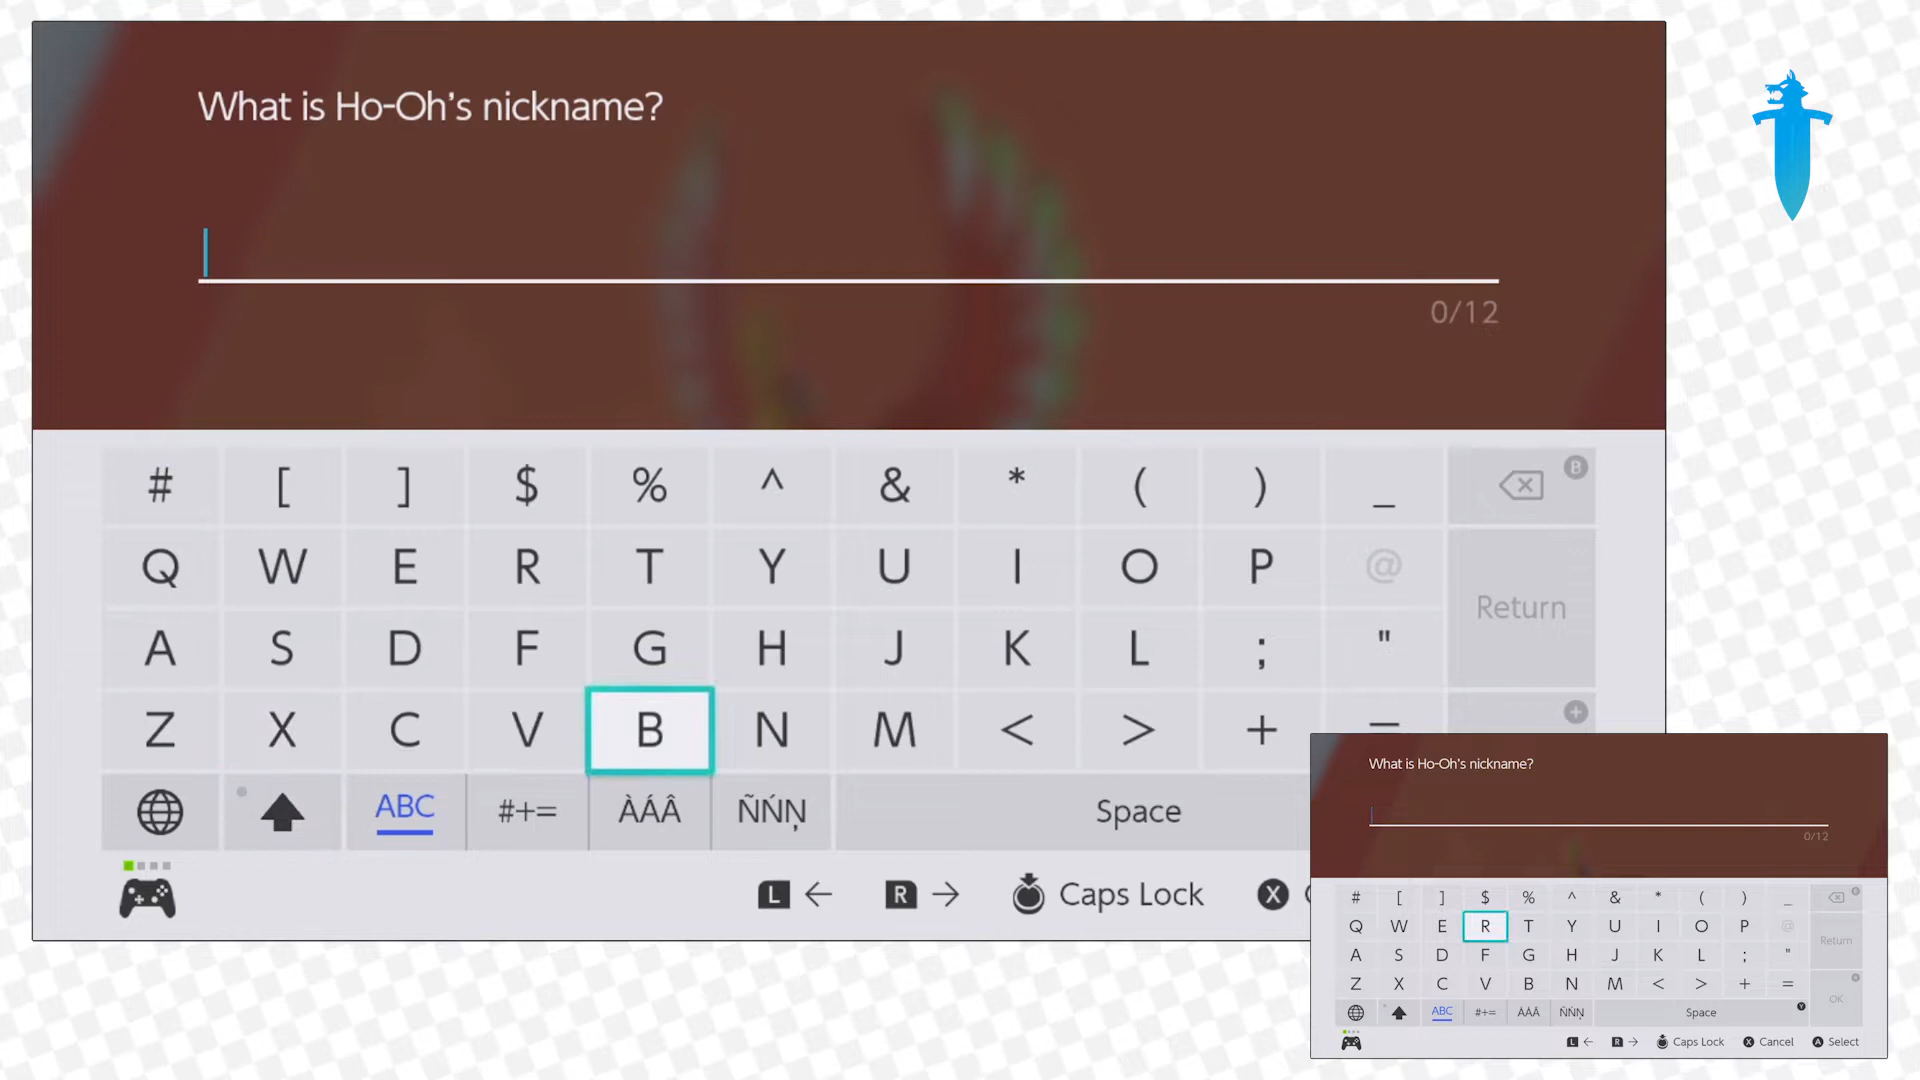 What is Ho-Oh's nickname?
0/12
# [ ] $ % ^ & * ( ) _ B
Q W E R T Y U I O P @
Return
A S D F G H J K L ; "
Z X C V B N M < > +
ABC #+= ÀÁÂ ÑŃŅ Space
L ← R → Caps Lock X
What is Ho-Oh's nickname?
0/12
# [ ] $ % ^ & * ( ) _
Q W E R T Y U I O P @
Return
A S D F G H J K L ; "
Z X C V B N M < > + =
OK
ABC #+= ÀÁÂ ÑŃŅ Space Y
L ← R → Caps Lock X Cancel A Select